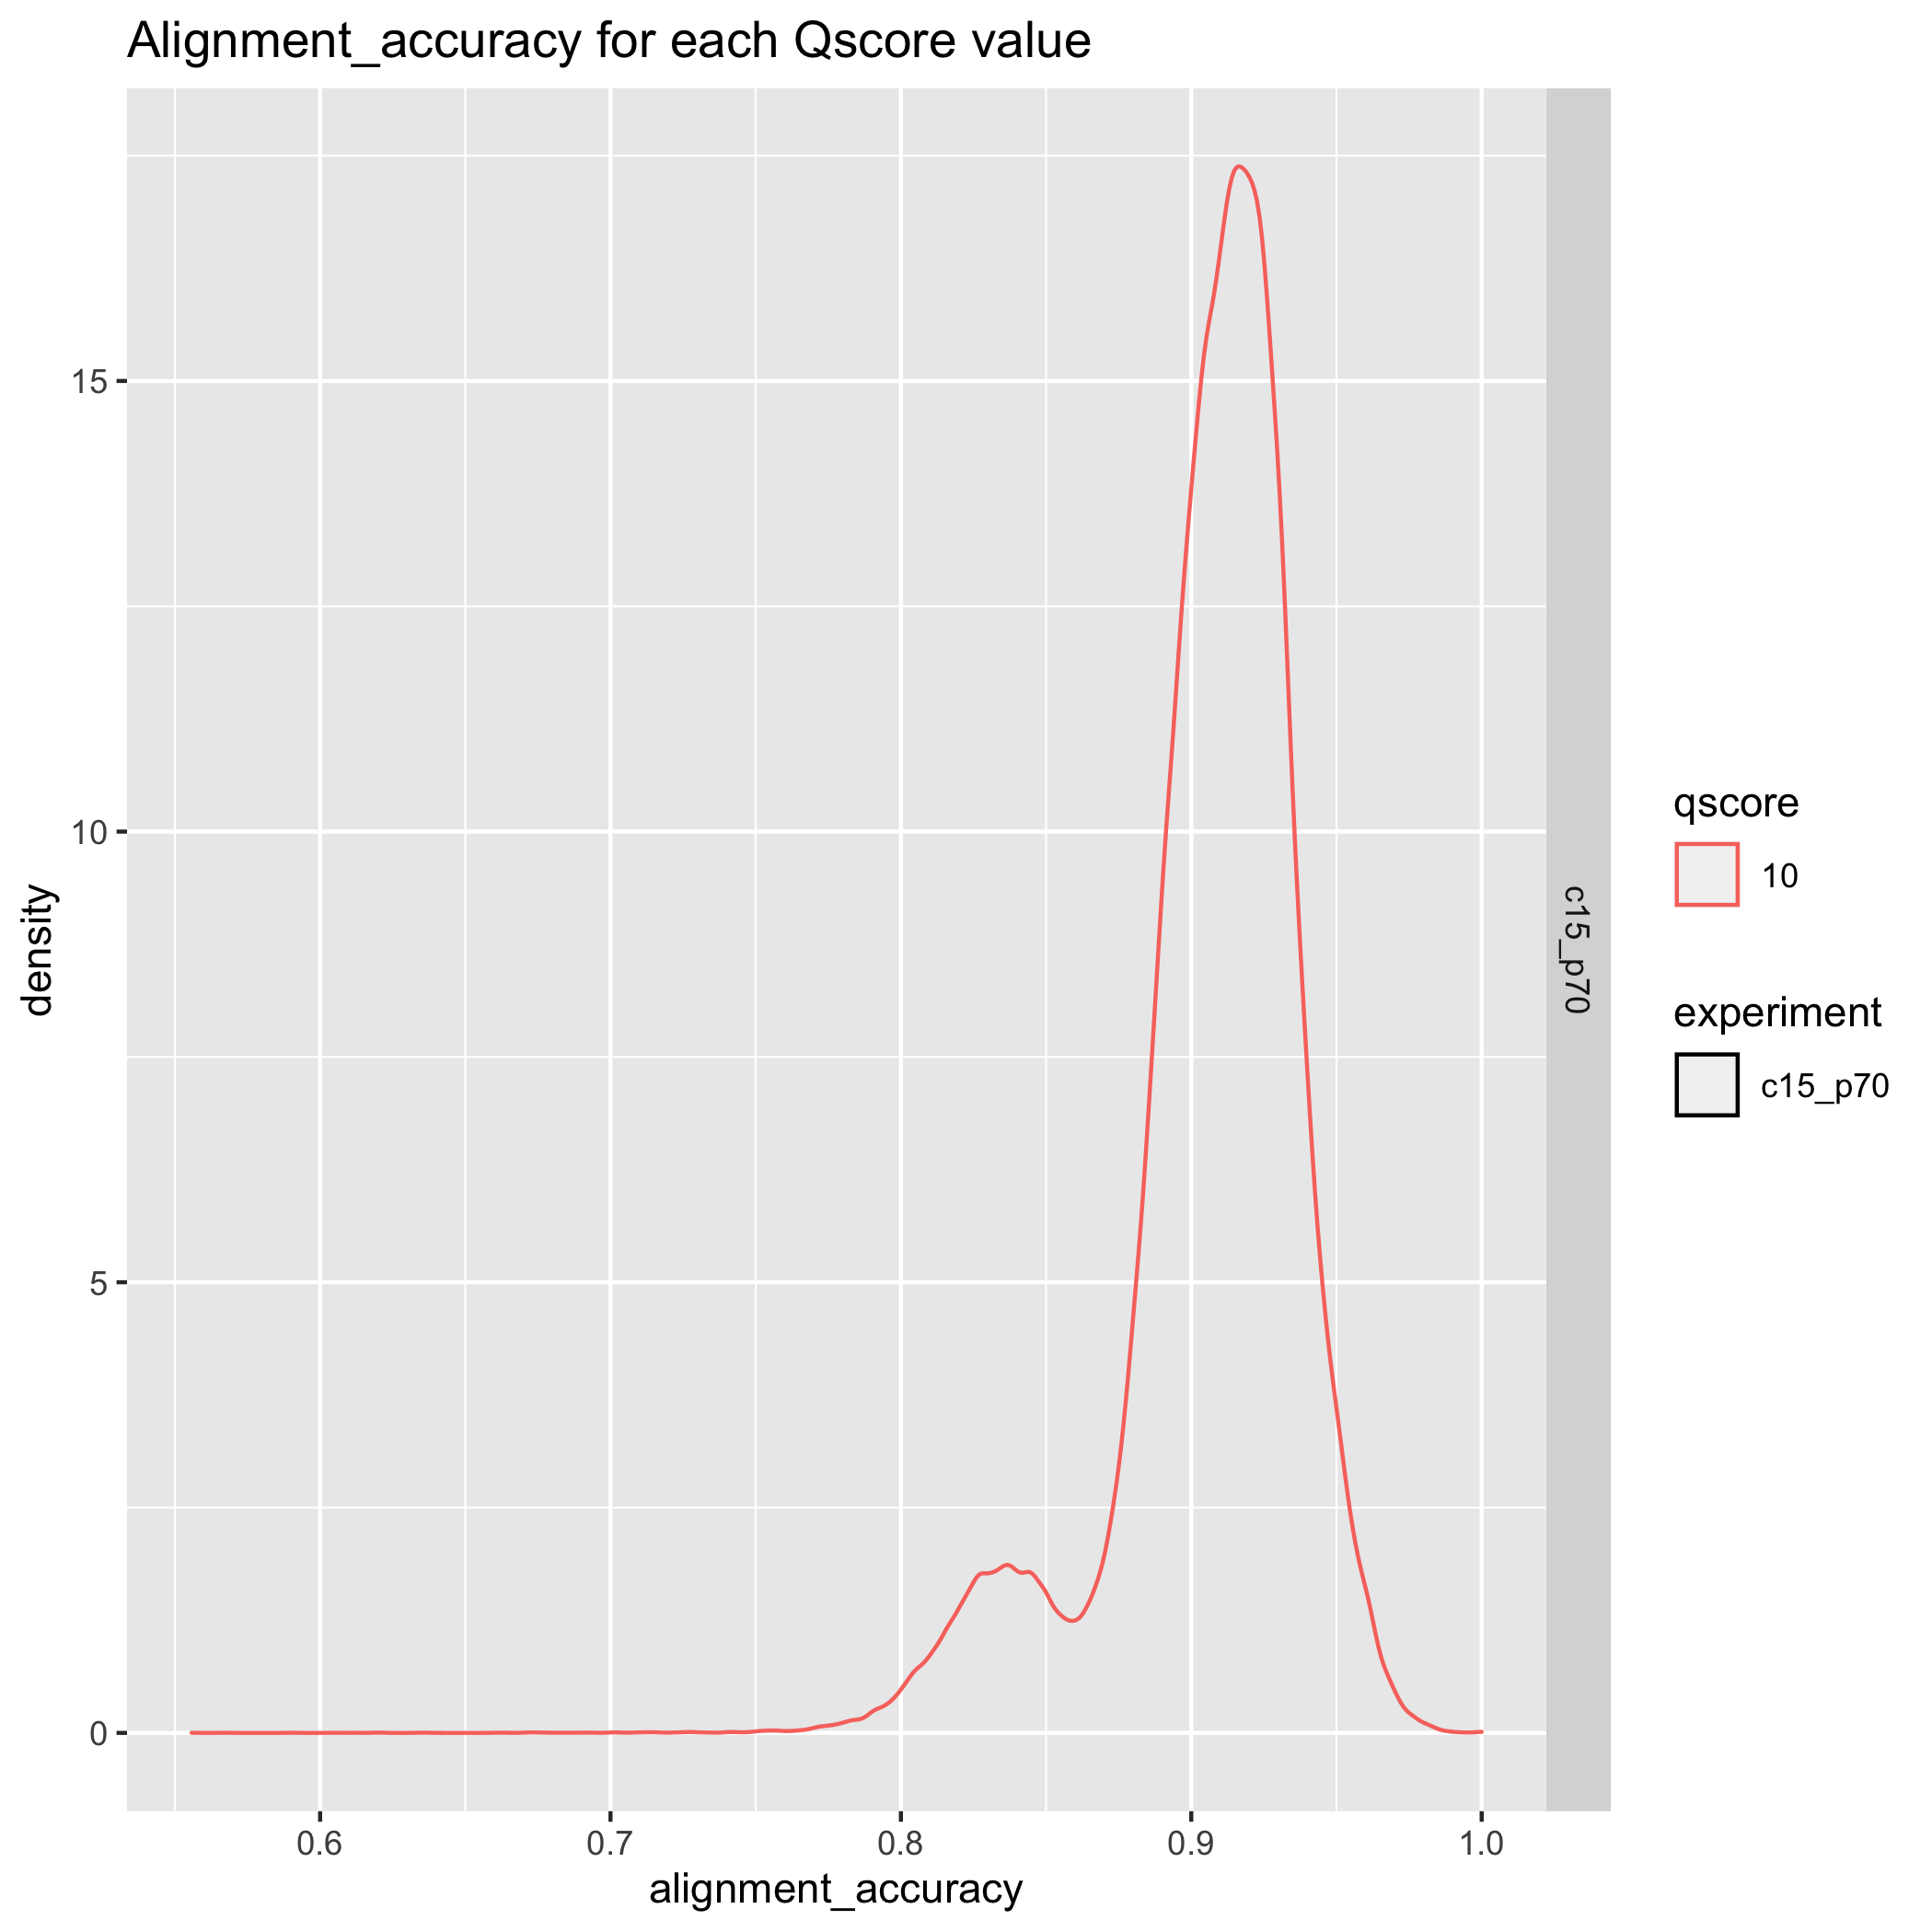 Alignment_accuracy for each Qscore value
15
10
5
0
density
0.6
0.7
0.8
0.9
1.0
alignment_accuracy
c15_p70
qscore
10
experiment
c15_p70